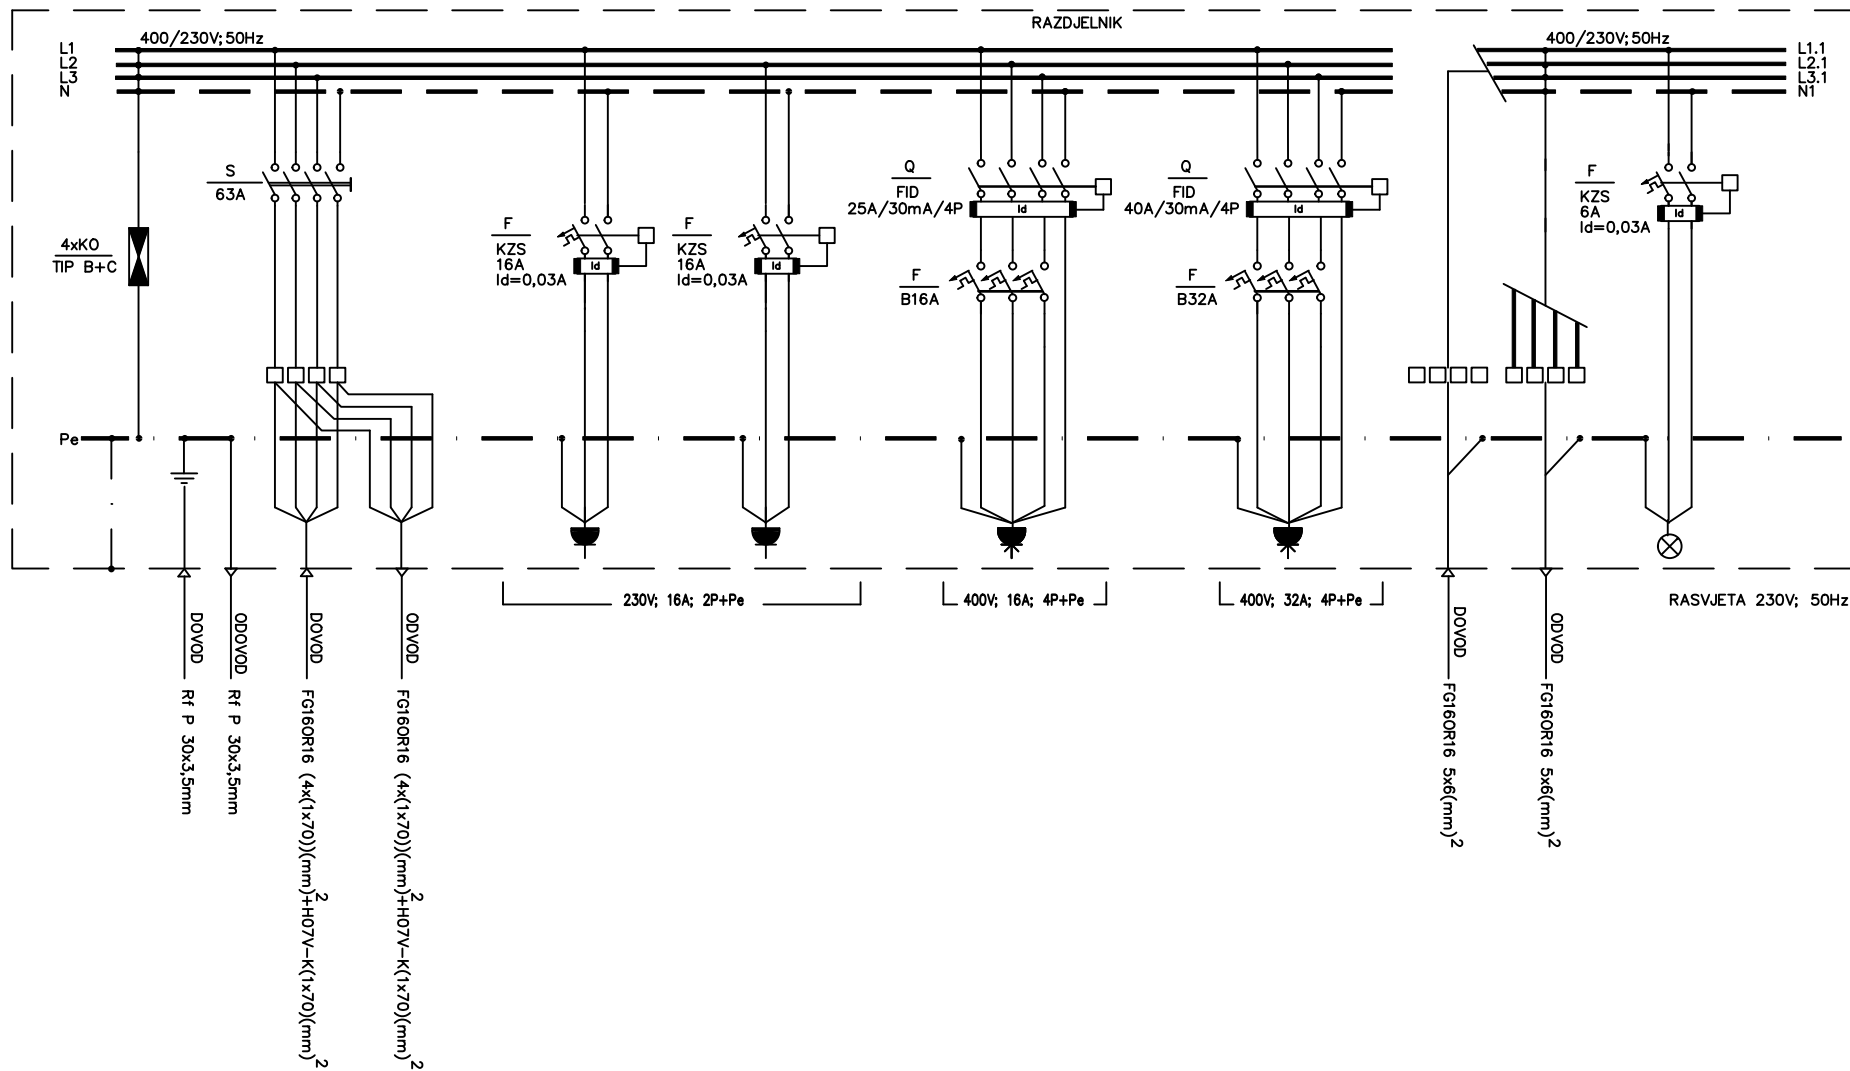 RAZDJELNIK
400/230V;50Hz
400/230V;50Hz
L1
L2
L3
N
L1.1
L2.1
L3.1
N1
S
63A
4xKO
TIP B+C
F
KZS
16A
Id=0,03A
Id
F
KZS
16A
Id=0,03A
Id
Q
FID
25A/30mA/4P
Id
F
B16A
Q
FID
40A/30mA/4P
Id
F
B32A
F
KZS
6A
Id=0,03A
Id
Pe
230V; 16A; 2P+Pe
400V; 16A; 4P+Pe
400V; 32A; 4P+Pe
RASVJETA 230V; 50Hz
DOVOD
Rf P 30x3,5mm
ODOVOD
Rf P 30x3,5mm
DOVOD
FG16OR16 (4x(1x70))(mm)²+H07V-K(1x70)(mm)²
ODVOD
FG16OR16 (4x(1x70))(mm)²+H07V-K(1x70)(mm)²
DOVOD
FG16OR16 5x6(mm)²
ODVOD
FG16OR16 5x6(mm)²